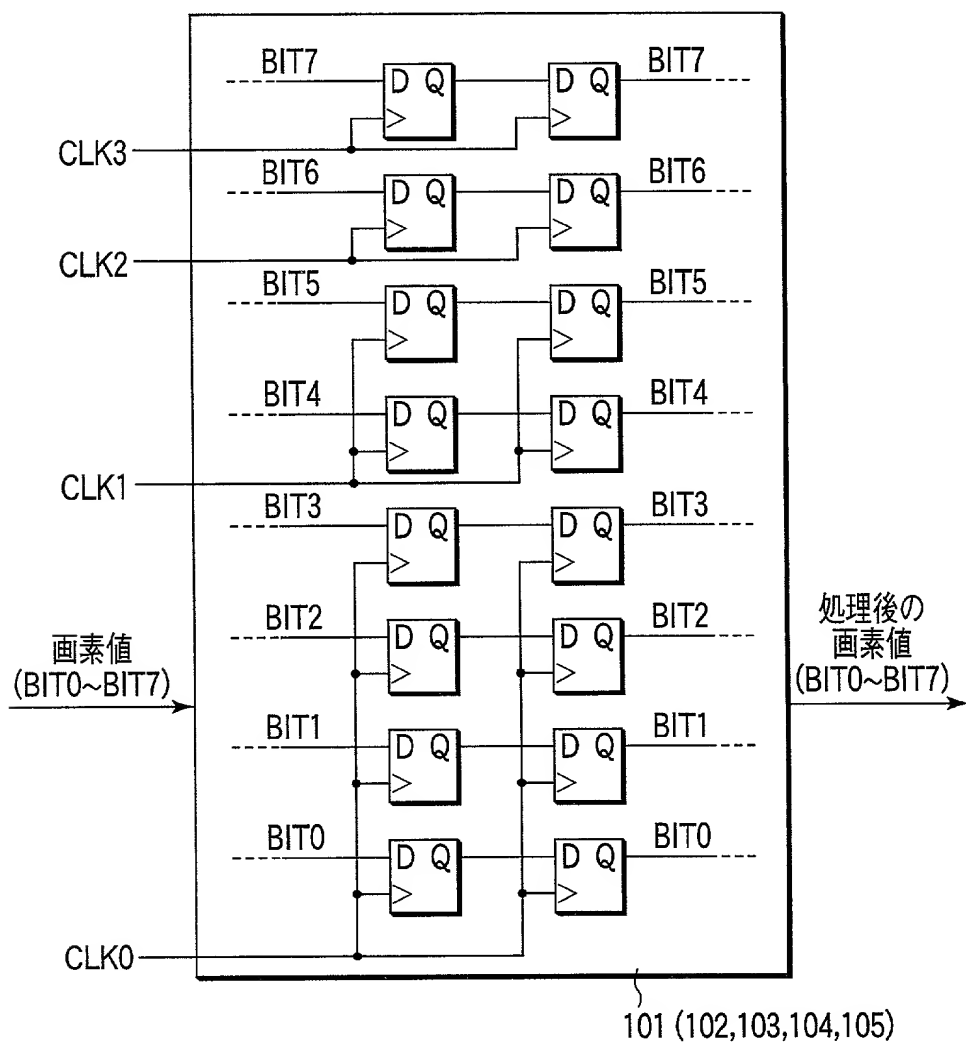 BIT7 BIT7
D Q D Q
CLK3
BIT6 BIT6
D Q D Q
CLK2
BIT5 BIT5
D Q D Q
BIT4 BIT4
D Q D Q
CLK1
BIT3 BIT3
D Q D Q
BIT2 BIT2
D Q D Q
画素値
(BIT0~BIT7)
処理後の
画素値
(BIT0~BIT7)
BIT1 BIT1
D Q D Q
BIT0 BIT0
D Q D Q
CLK0
101 (102,103,104,105)